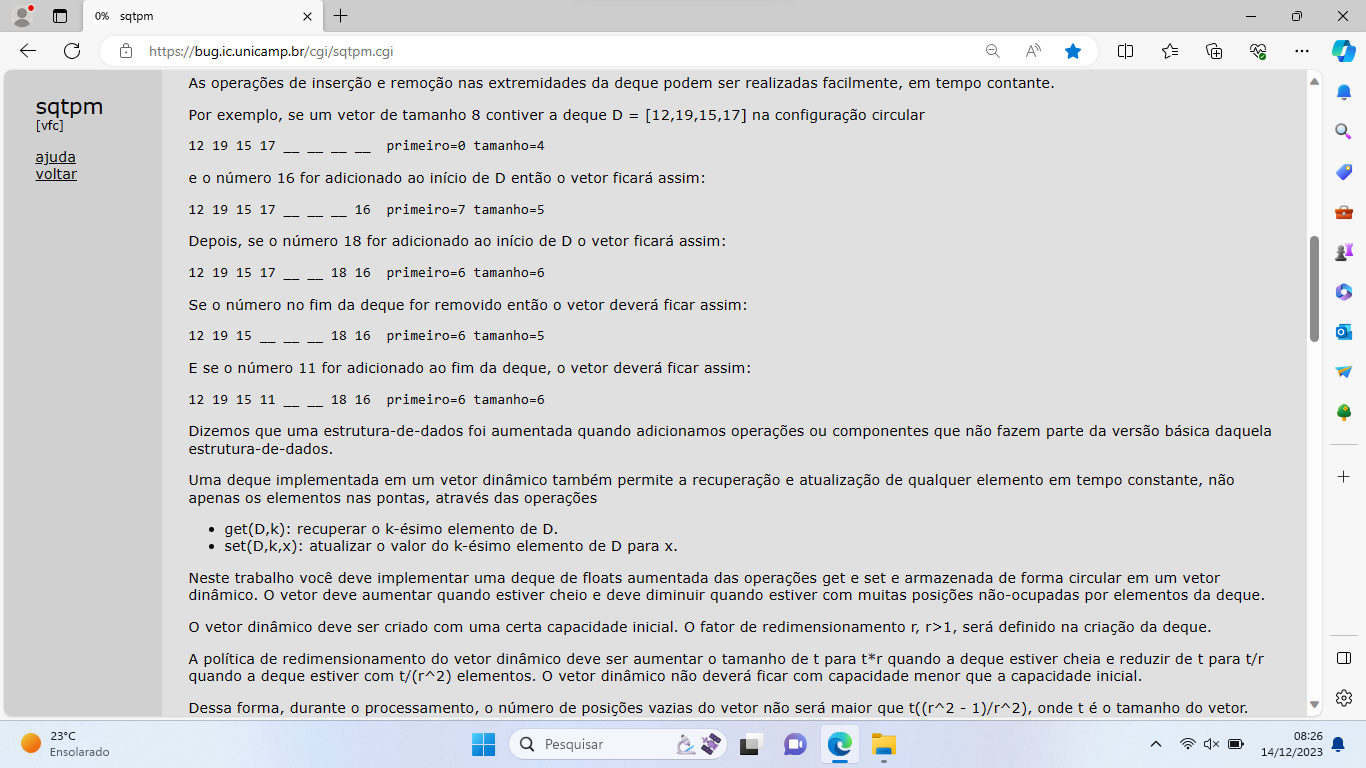 0% sqtpm
https://bug.ic.unicamp.br/cgi/sqtpm.cgi
sqtpm
[vfc]
ajuda
voltar
As operações de inserção e remoção nas extremidades da deque podem ser realizadas facilmente, em tempo contante.
Por exemplo, se um vetor de tamanho 8 contiver a deque D = [12,19,15,17] na configuração circular
12 19 15 17 __ __ __ __  primeiro=0 tamanho=4
e o número 16 for adicionado ao início de D então o vetor ficará assim:
12 19 15 17 __ __ __ 16  primeiro=7 tamanho=5
Depois, se o número 18 for adicionado ao início de D o vetor ficará assim:
12 19 15 17 __ __ 18 16  primeiro=6 tamanho=6
Se o número no fim da deque for removido então o vetor deverá ficar assim:
12 19 15 __ __ __ 18 16  primeiro=6 tamanho=5
E se o número 11 for adicionado ao fim da deque, o vetor deverá ficar assim:
12 19 15 11 __ __ 18 16  primeiro=6 tamanho=6
Dizemos que uma estrutura-de-dados foi aumentada quando adicionamos operações ou componentes que não fazem parte da versão básica daquela
estrutura-de-dados.
Uma deque implementada em um vetor dinâmico também permite a recuperação e atualização de qualquer elemento em tempo constante, não
apenas os elementos nas pontas, através das operações
• get(D,k): recuperar o k-ésimo elemento de D.
• set(D,k,x): atualizar o valor do k-ésimo elemento de D para x.
Neste trabalho você deve implementar uma deque de floats aumentada das operações get e set e armazenada de forma circular em um vetor
dinâmico. O vetor deve aumentar quando estiver cheio e deve diminuir quando estiver com muitas posições não-ocupadas por elementos da deque.
O vetor dinâmico deve ser criado com uma certa capacidade inicial. O fator de redimensionamento r, r>1, será definido na criação da deque.
A política de redimensionamento do vetor dinâmico deve ser aumentar o tamanho de t para t*r quando a deque estiver cheia e reduzir de t para t/r
quando a deque estiver com t/(r^2) elementos. O vetor dinâmico não deverá ficar com capacidade menor que a capacidade inicial.
Dessa forma, durante o processamento, o número de posições vazias do vetor não será maior que t((r^2 - 1)/r^2), onde t é o tamanho do vetor.
23°C
Ensolarado
Pesquisar
08:26
14/12/2023